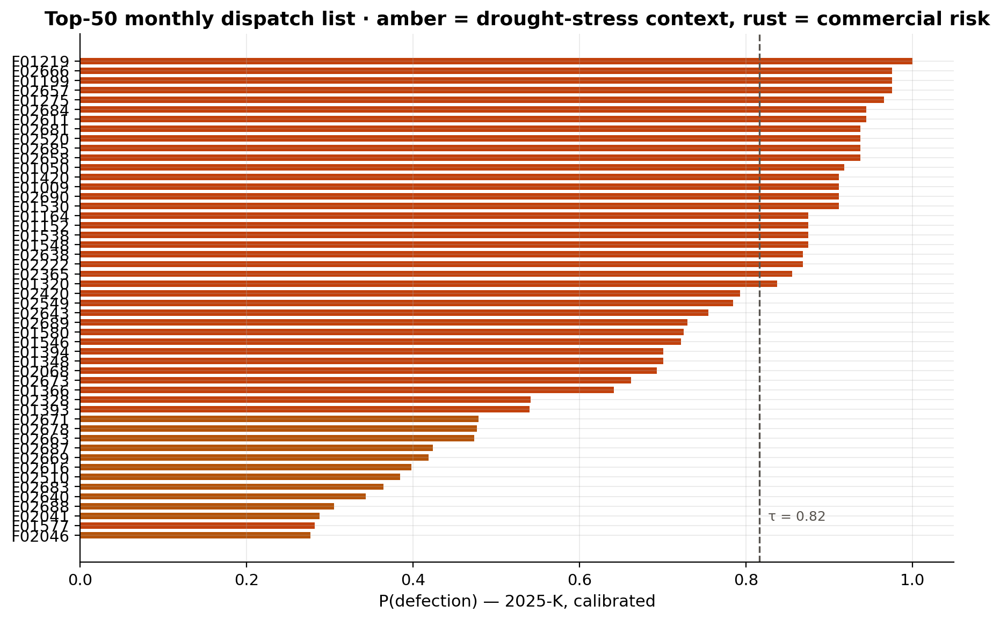 Top-50 monthly dispatch list · amber = drought-stress context, rust = commercial risk
F01219
F02666
F01199
F02657
F01275
F02684
F02611
F02681
F02520
F02685
F02658
F01050
F01420
F01009
F02690
F01530
F01164
F01152
F01538
F01548
F02638
F02222
F02365
F01320
F02420
F02549
F02643
F02689
F01580
F01546
F01394
F01348
F02068
F02673
F01366
F02328
F01393
F02671
F02678
F02663
F02687
F02669
F02616
F02510
F02683
F02640
F02688
F02041
F01577
F02046
τ = 0.82
0.0 0.2 0.4 0.6 0.8 1.0
P(defection) — 2025-K, calibrated